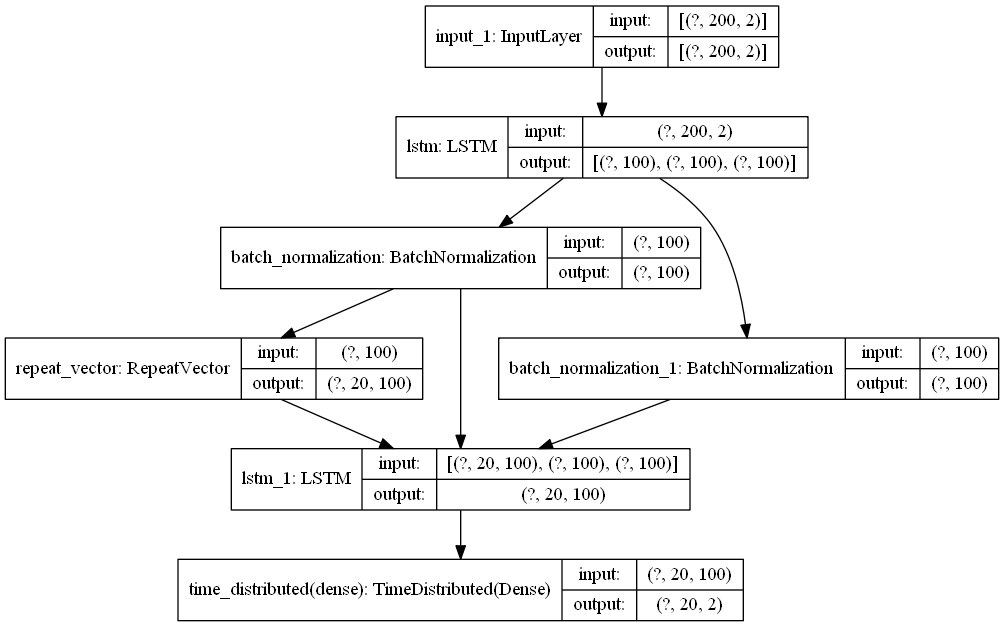 input_1: InputLayer
input: [(?, 200, 2)]
output: [(?, 200, 2)]
lstm: LSTM
input: (?, 200, 2)
output: [(?, 100), (?, 100), (?, 100)]
batch_normalization: BatchNormalization
input: (?, 100)
output: (?, 100)
repeat_vector: RepeatVector
input: (?, 100)
output: (?, 20, 100)
batch_normalization_1: BatchNormalization
input: (?, 100)
output: (?, 100)
lstm_1: LSTM
input: [(?, 20, 100), (?, 100), (?, 100)]
output: (?, 20, 100)
time_distributed(dense): TimeDistributed(Dense)
input: (?, 20, 100)
output: (?, 20, 2)